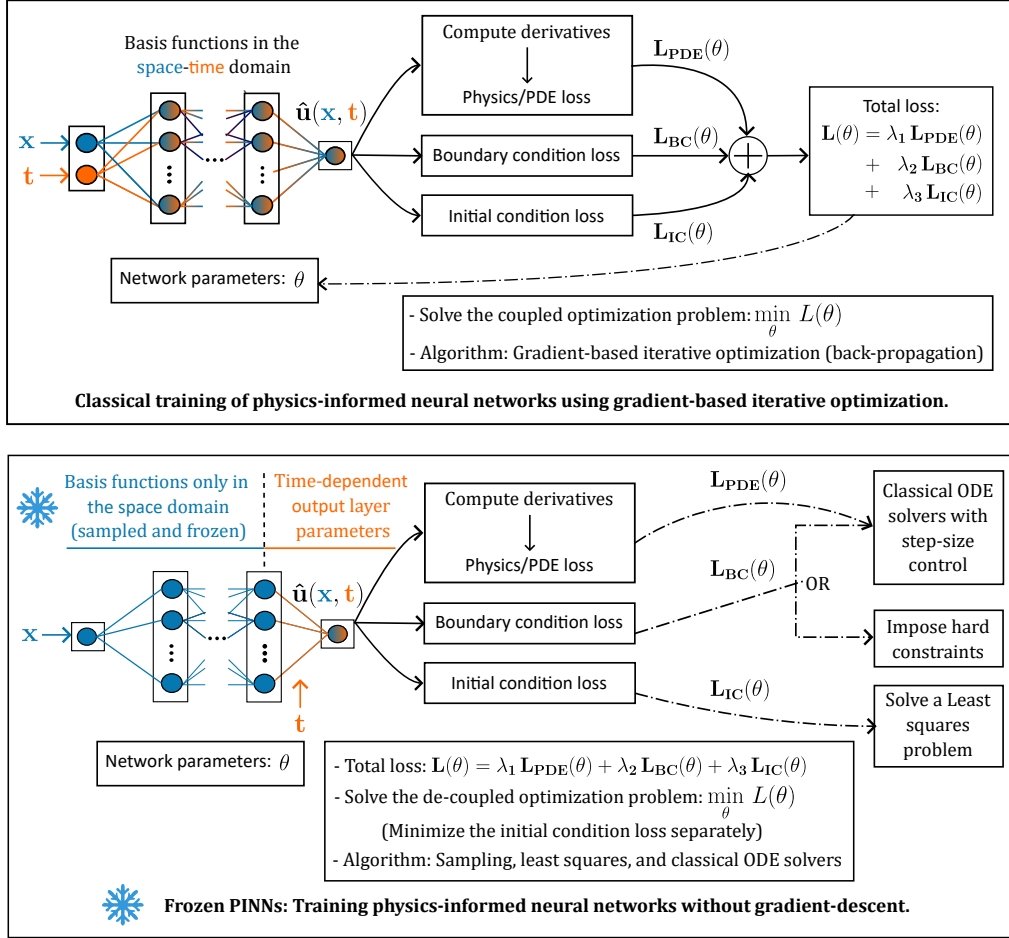 Basis functions in the
space-time domain
x
t
û(x, t)
Compute derivatives
Physics/PDE loss
Boundary condition loss
Initial condition loss
L_PDE(θ)
L_BC(θ)
L_IC(θ)
Total loss:
L(θ) = λ₁ L_PDE(θ)
+ λ₂ L_BC(θ)
+ λ₃ L_IC(θ)
Network parameters: θ
- Solve the coupled optimization problem: min_θ L(θ)
- Algorithm: Gradient-based iterative optimization (back-propagation)
Classical training of physics-informed neural networks using gradient-based iterative optimization.
Basis functions only in
the space domain
(sampled and frozen)
Time-dependent
output layer
parameters
x
û(x, t)
t
Compute derivatives
Physics/PDE loss
Boundary condition loss
Initial condition loss
L_PDE(θ)
L_BC(θ)
L_IC(θ)
OR
Classical ODE
solvers with
step-size
control
Impose hard
constraints
Solve a Least
squares
problem
Network parameters: θ
- Total loss: L(θ) = λ₁ L_PDE(θ) + λ₂ L_BC(θ) + λ₃ L_IC(θ)
- Solve the de-coupled optimization problem: min_θ L(θ)
(Minimize the initial condition loss separately)
- Algorithm: Sampling, least squares, and classical ODE solvers
Frozen PINNs: Training physics-informed neural networks without gradient-descent.